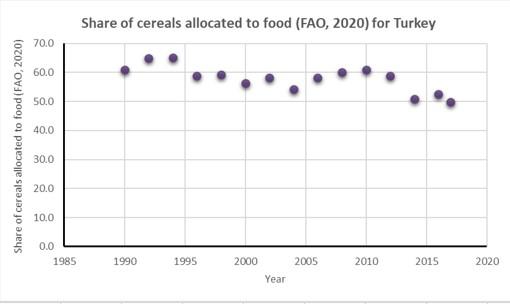 Share of cereals allocated to food (FAO, 2020) for Turkey
Share of cereals allocated to food (FAO, 2020)
70.0
60.0
50.0
40.0
30.0
20.0
10.0
0.0
1985 1990 1995 2000 2005 2010 2015 2020
Year